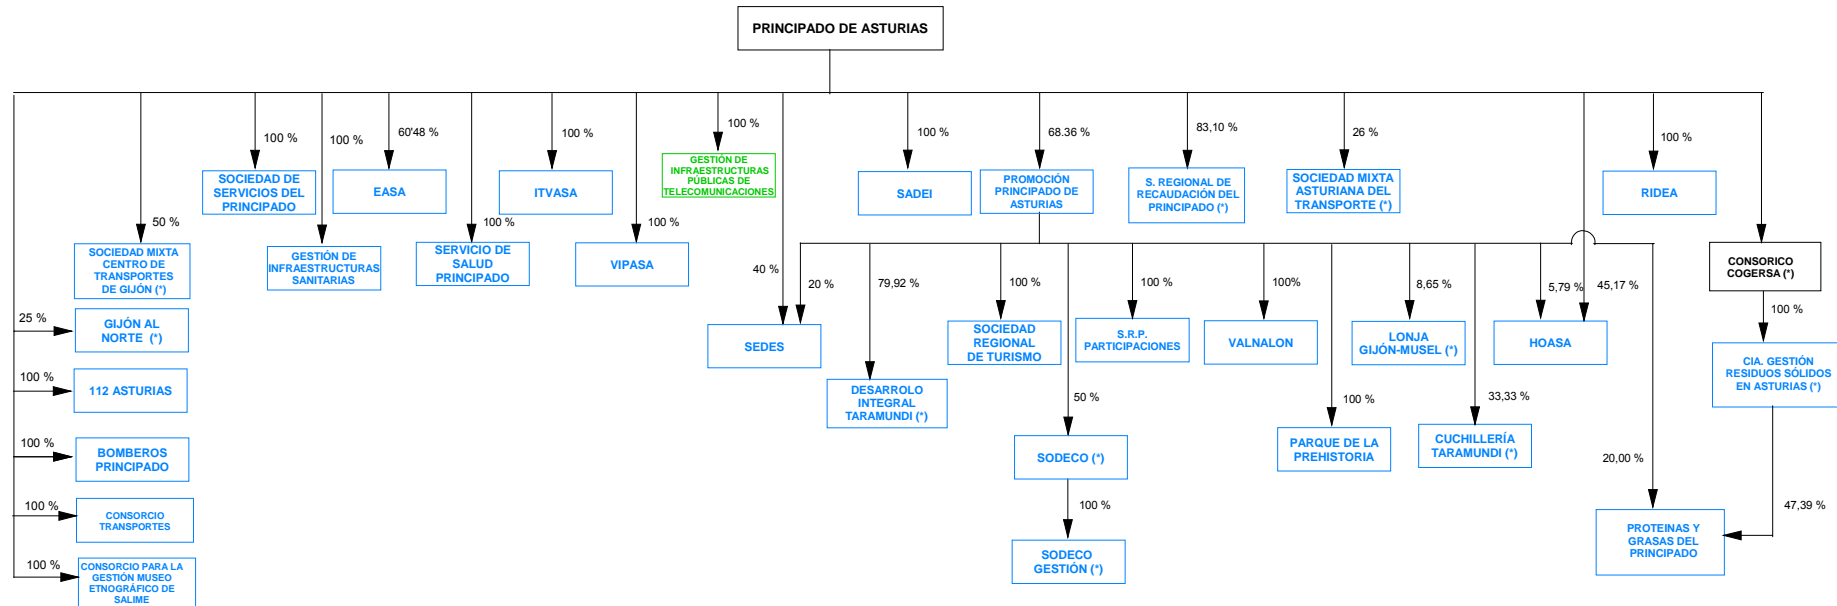 PRINCIPADO DE ASTURIAS
100 %
100 %
60'48 %
100 %
100 %
100 %
68.36 %
83,10 %
26 %
100 %
SOCIEDAD DE
SERVICIOS DEL
PRINCIPADO
EASA
ITVASA
GESTIÓN DE
INFRAESTRUCTURAS
PÚBLICAS DE
TELECOMUNICACIONES
SADEI
PROMOCIÓN
PRINCIPADO DE
ASTURIAS
S. REGIONAL DE
RECAUDACIÓN DEL
PRINCIPADO (*)
SOCIEDAD MIXTA
ASTURIANA DEL
TRANSPORTE (*)
RIDEA
50 %
100 %
100 %
SOCIEDAD MIXTA
CENTRO DE
TRANSPORTES
DE GIJÓN (*)
GESTIÓN DE
INFRAESTRUCTURAS
SANITARIAS
SERVICIO DE
SALUD
PRINCIPADO
VIPASA
CONSORICO
COGERSA (*)
40 %
20 %
79,92 %
100 %
100 %
100%
8,65 %
5,79 %
45,17 %
100 %
25 %
GIJÓN AL
NORTE (*)
SEDES
SOCIEDAD
REGIONAL
DE TURISMO
S.R.P.
PARTICIPACIONES
VALNALON
LONJA
GIJÓN-MUSEL (*)
HOASA
CIA. GESTIÓN
RESIDUOS SÓLIDOS
EN ASTURIAS (*)
100 %
112 ASTURIAS
DESARROLO
INTEGRAL
TARAMUNDI (*)
50 %
100 %
33,33 %
100 %
BOMBEROS
PRINCIPADO
SODECO (*)
PARQUE DE LA
PREHISTORIA
CUCHILLERÍA
TARAMUNDI (*)
20,00 %
47,39 %
100 %
CONSORCIO
TRANSPORTES
100 %
PROTEINAS Y
GRASAS DEL
PRINCIPADO
100 %
CONSORCIO PARA LA
GESTIÓN MUSEO
ETNOGRÁFICO DE
SALIME
SODECO
GESTIÓN (*)